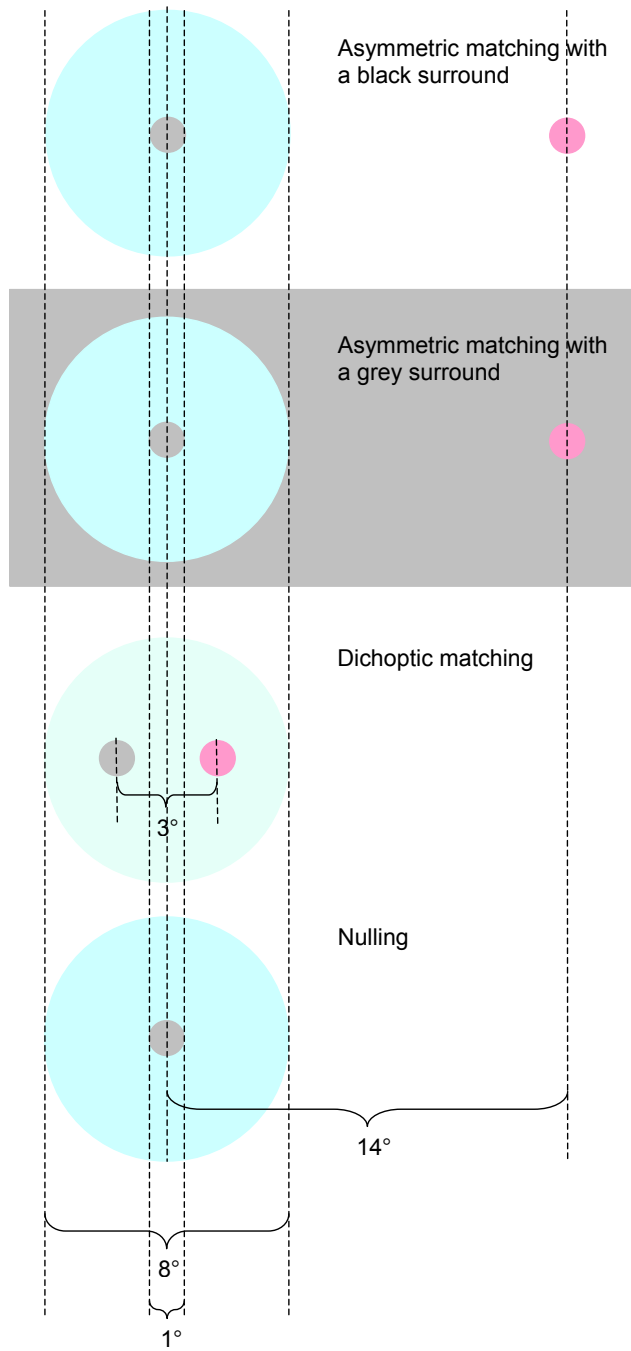 Asymmetric matching with
a black surround
Asymmetric matching with
a grey surround
Dichoptic matching
3°
Nulling
14°
8°
1°